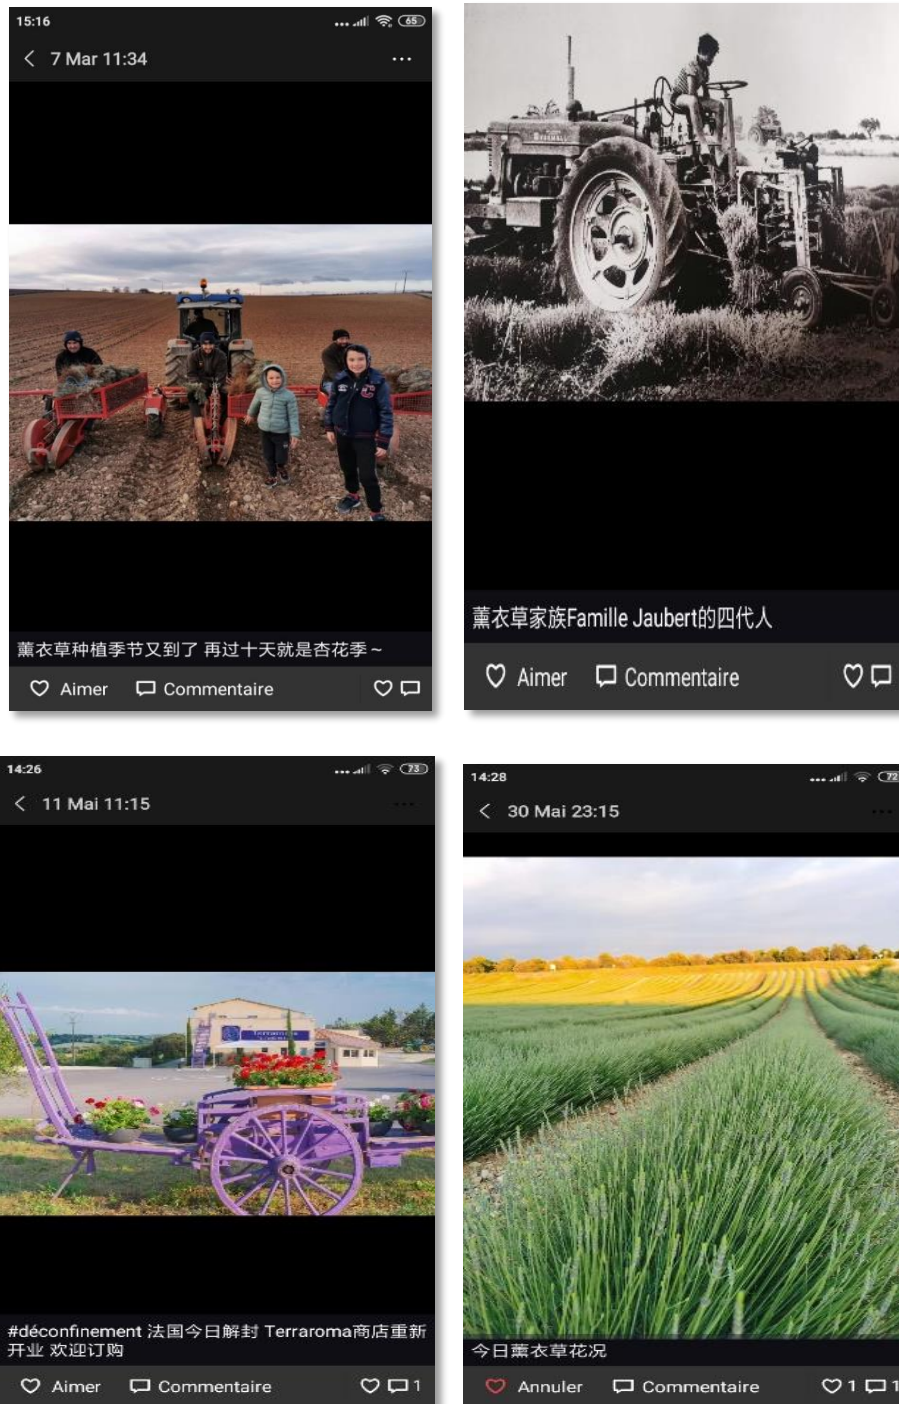 15:16
65
7 Mar 11:34
薰衣草种植季节又到了 再过十天就是杏花季~
Aimer Commentaire
薰衣草家族Famille Jaubert的四代人
Aimer Commentaire
14:26
73
11 Mai 11:15
Terraroma
#déconfinement 法国今日解封 Terraroma商店重新
开业 欢迎订购
Aimer Commentaire 1
14:28
72
30 Mai 23:15
今日薰衣草花况
Annuler Commentaire 1 1